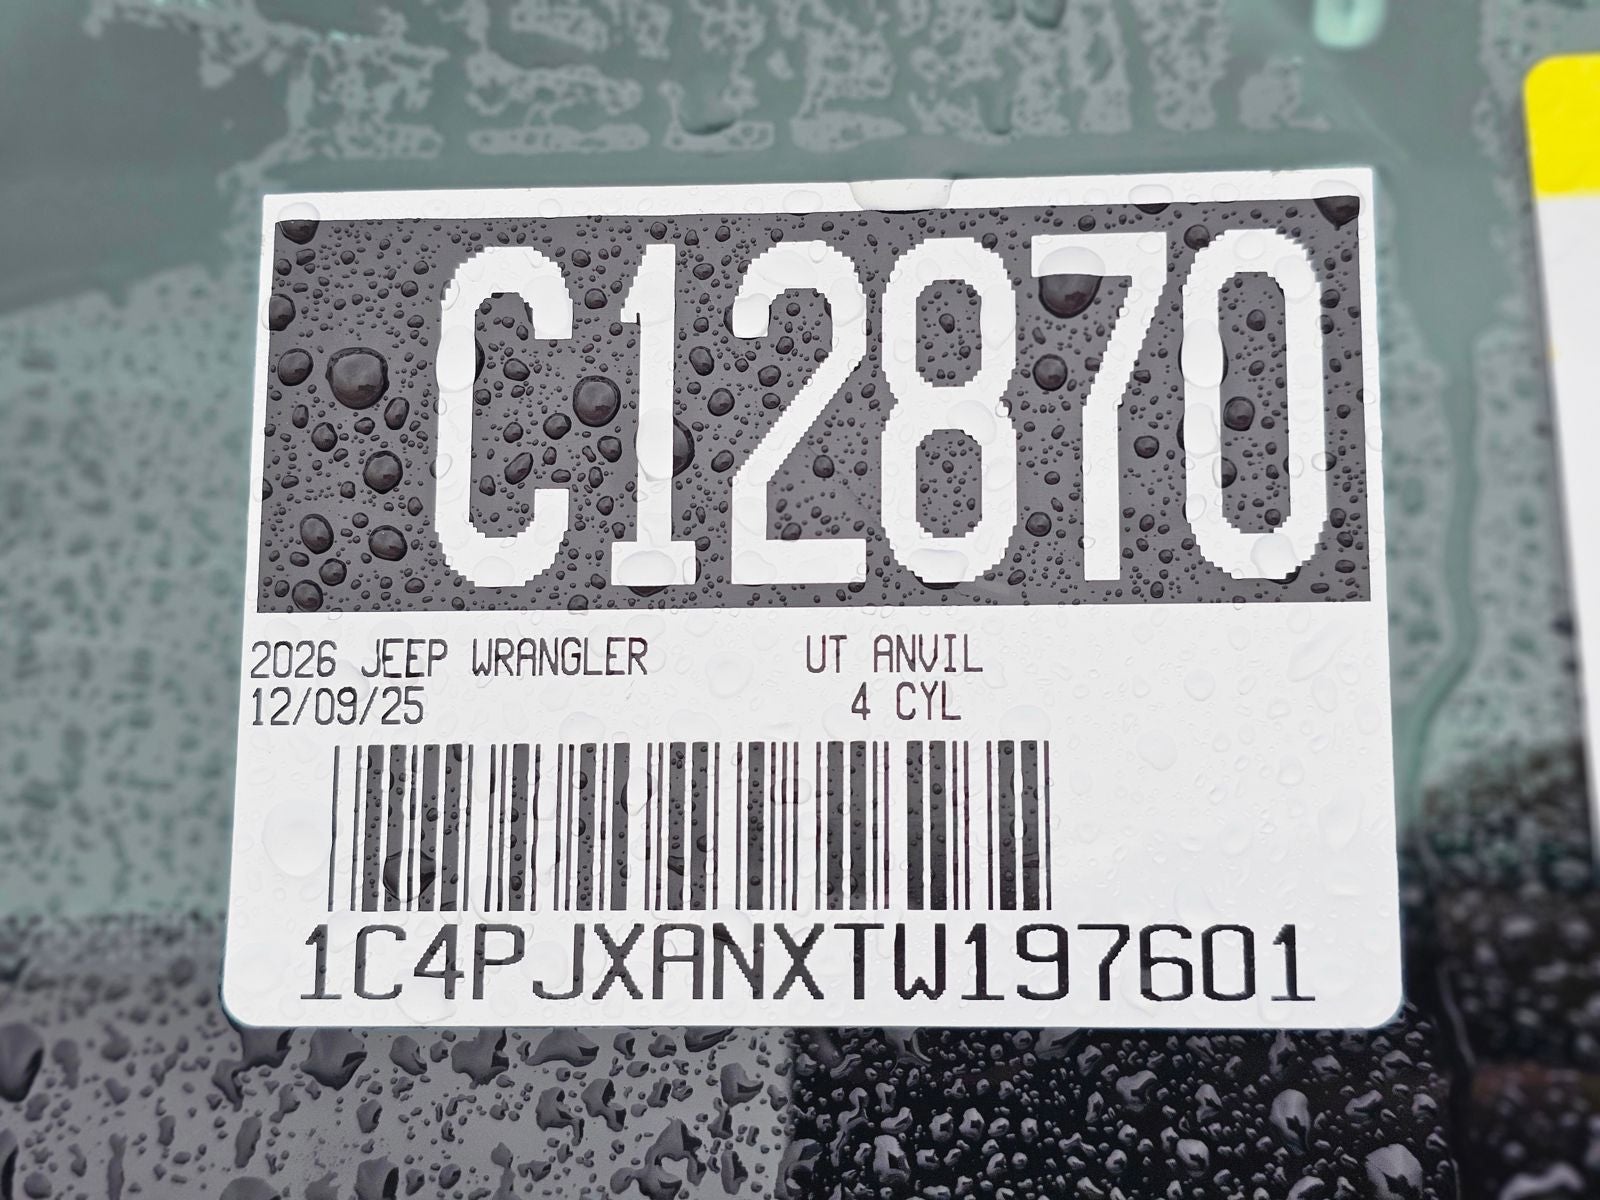 C12870
2026 JEEP WRANGLER UT ANVIL
12/09/25 4 CYL
1C4PJXANXTW197601